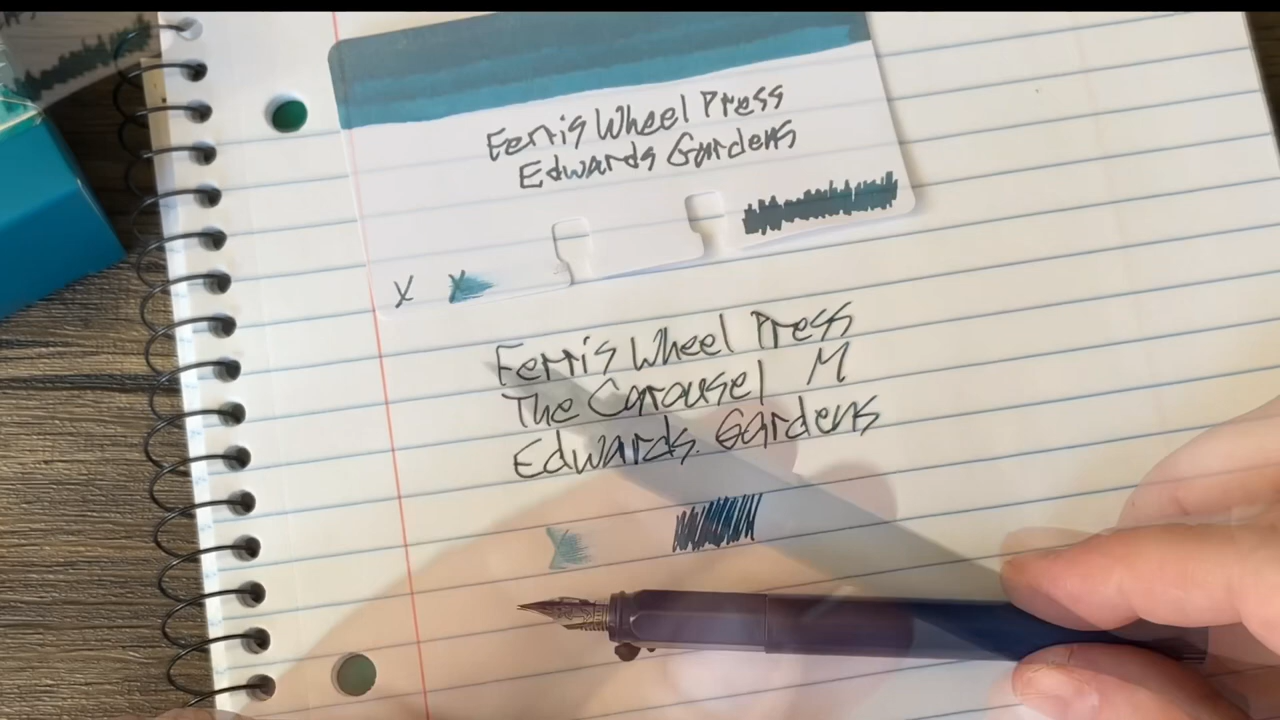 Ferris Wheel Press
Edwards Gardens
X X
Ferris Wheel Press
The Carousel M
Edwards. Gardens